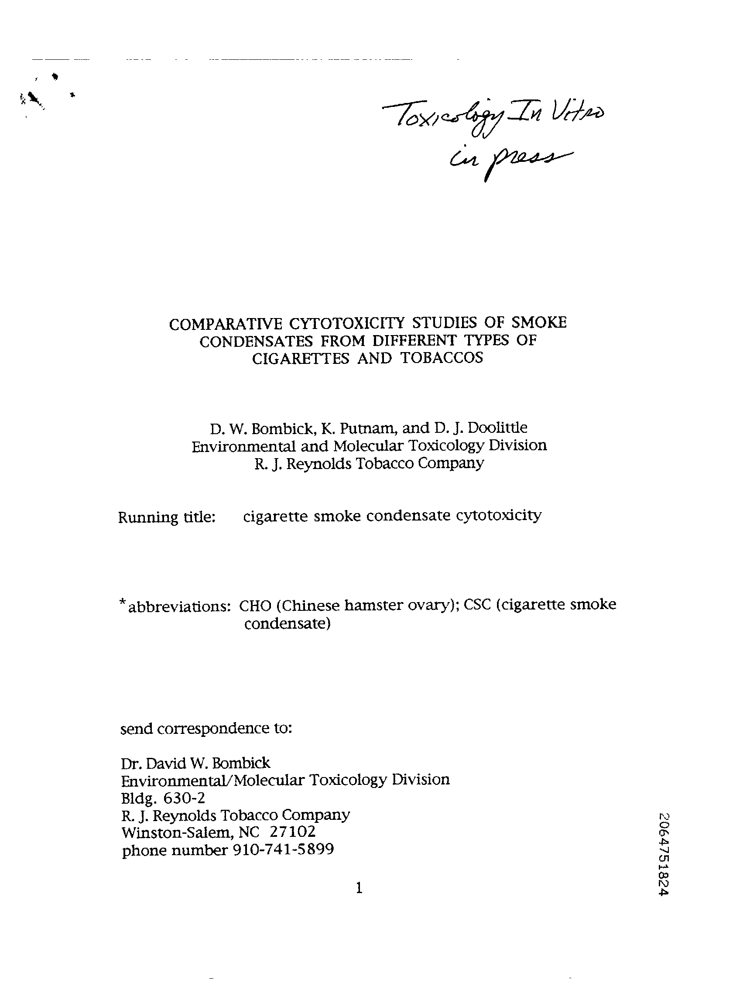 Toxicology In Vitro
in press
COMPARATIVE CYTOTOXICITY STUDIES OF SMOKE
CONDENSATES FROM DIFFERENT TYPES OF
CIGARETTES AND TOBACCOS
D. W. Bombick, K. Putnam, and D. J. Doolittle
Environmental and Molecular Toxicology Division
R. J. Reynolds Tobacco Company
Running title: cigarette smoke condensate cytotoxicity
*abbreviations: CHO (Chinese hamster ovary); CSC (cigarette smoke
condensate)
send correspondence to:
Dr. David W. Bombick
Environmental/Molecular Toxicology Division
Bldg. 630-2
R. J. Reynolds Tobacco Company
Winston-Salem, NC 27102
phone number 910-741-5899
1
2064751824